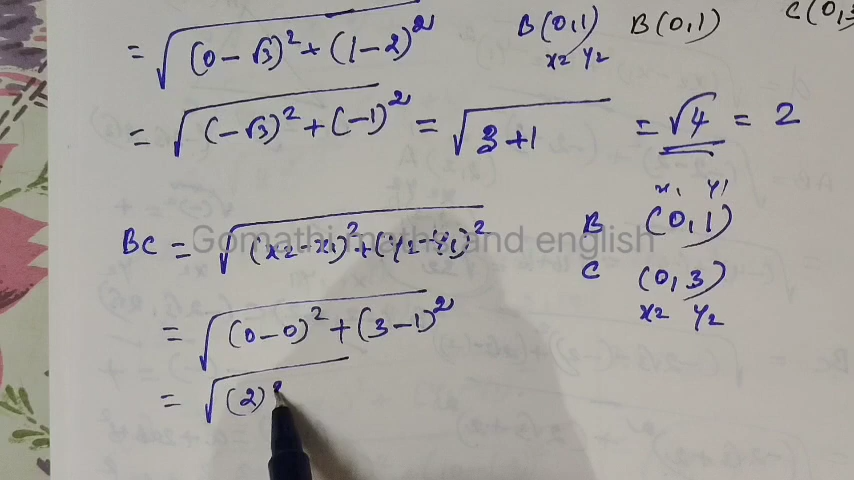 = √(0-√3)² + (1-2)² B(0,1) B(0,1) C(0,3
x2 y2
= √(-√3)² + (-1)² = √3+1 = √4 = 2
x1 y1
BC = √(x2-x1)² + (y2-y1)² B (0,1)
Gomathi maths and english
C (0,3)
= √(0-0)² + (3-1)² x2 y2
= √(2)²